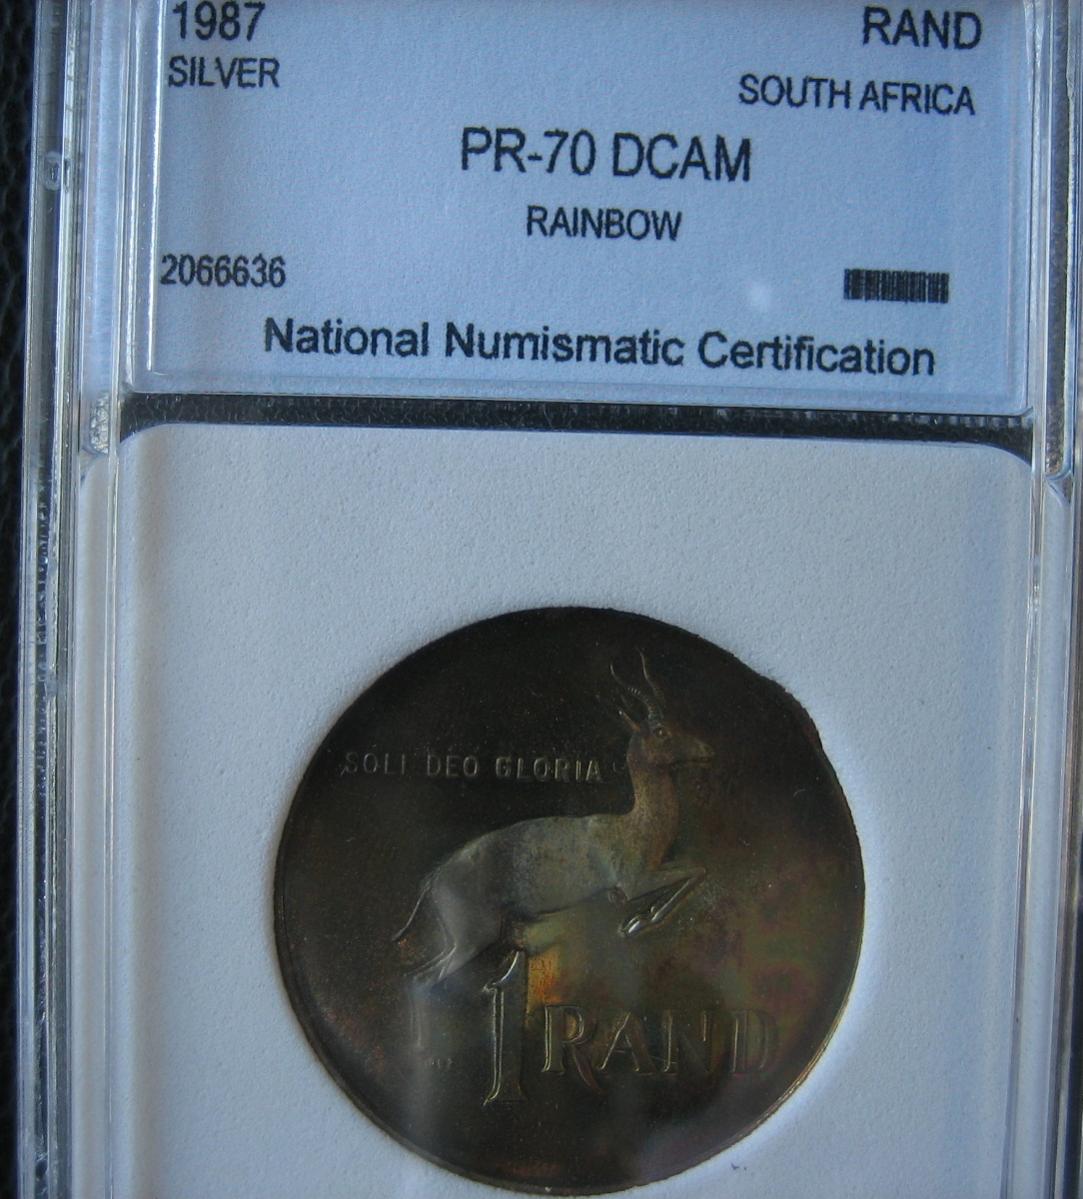 1987 RAND
SILVER SOUTH AFRICA
PR-70 DCAM
RAINBOW
2066636
National Numismatic Certification
SOLI DEO GLORIA
1 RAND